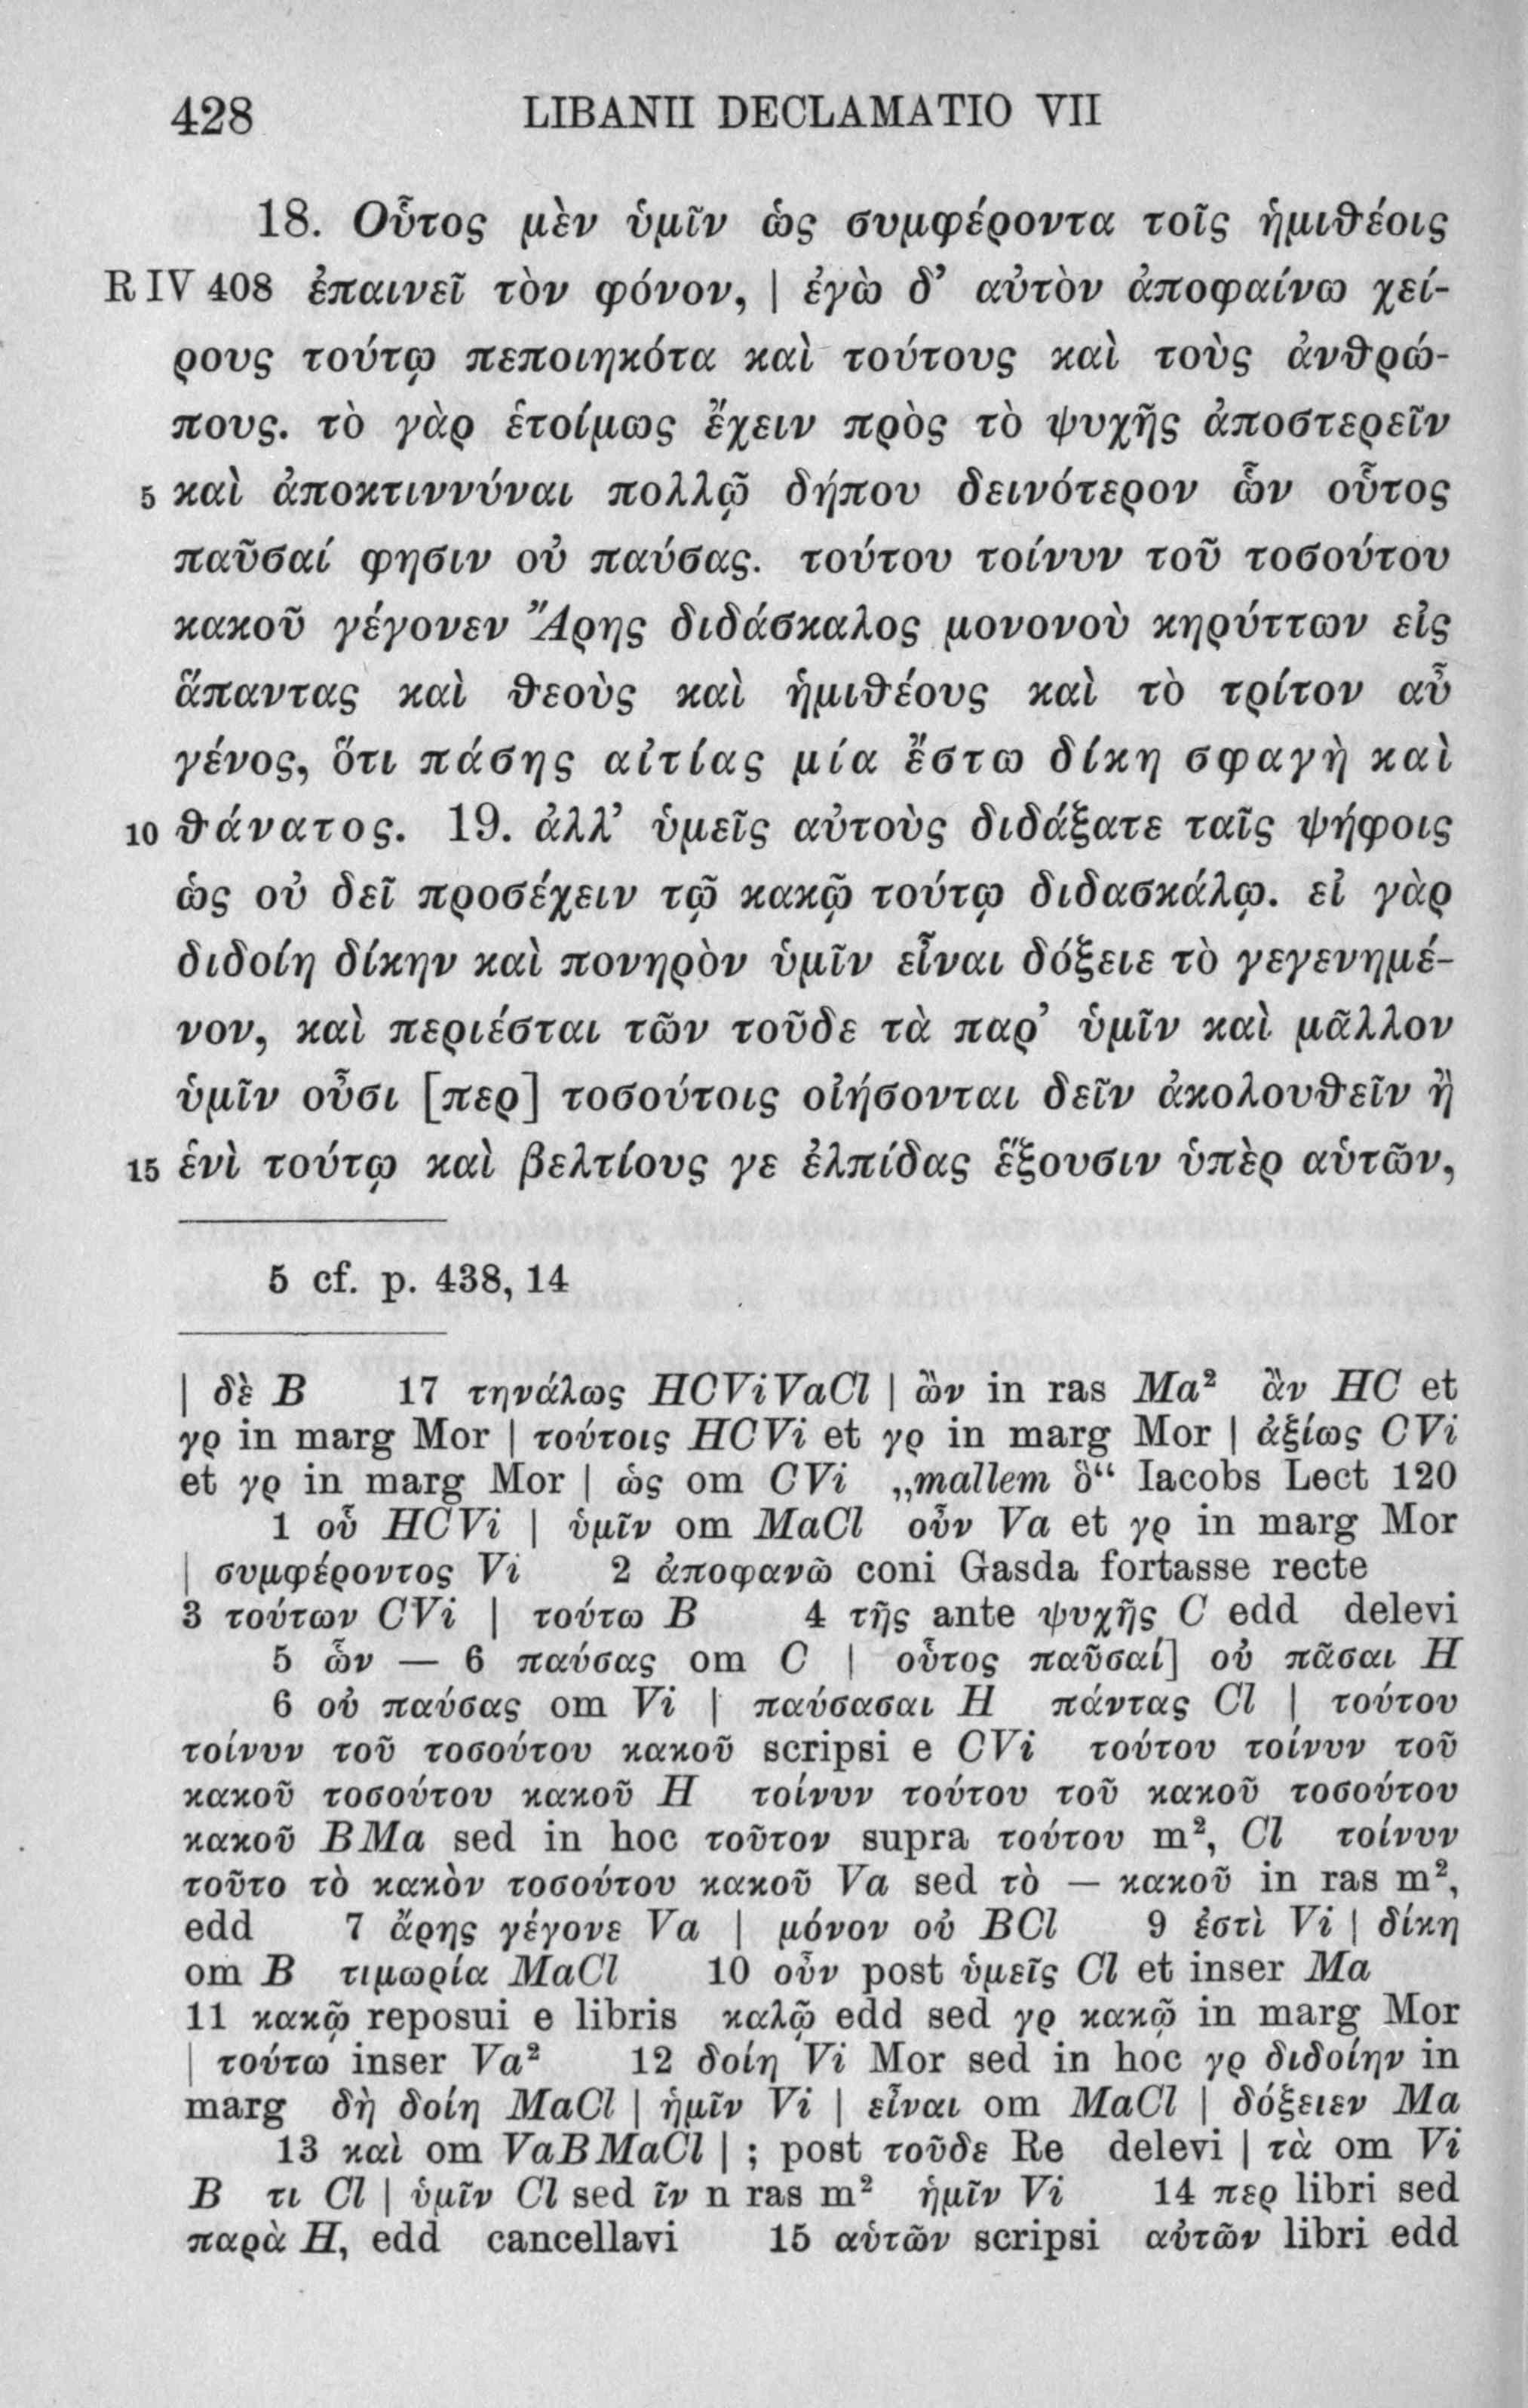 428 LIBANII DECLAMATIO VII
18. Οὗτος μὲν ὑμῖν ὡς συμφέροντα τοῖς ἡμιθέοις
R IV 408 ἐπαινεῖ τὸν φόνον, | ἐγὼ δ’ αὐτὸν ἀποφαίνω χεί-
ρους τούτῳ πεποιηκότα καὶ τούτους καὶ τοὺς ἀνθρώ-
πους. τὸ γὰρ ἑτοίμως ἔχειν πρὸς τὸ ψυχῆς ἀποστερεῖν
5 καὶ ἀποκτιννύναι πολλῷ δήπου δεινότερον ὧν οὗτος
παῦσαί φησιν οὐ παύσας. τούτου τοίνυν τοῦ τοσούτου
κακοῦ γέγονεν Ἄρης διδάσκαλος μονονοὺ κηρύττων εἰς
ἅπαντας καὶ θεοὺς καὶ ἡμιθέους καὶ τὸ τρίτον αὖ
γένος, ὅτι πάσης αἰτίας μία ἔστω δίκη σφαγὴ καὶ
10 θάνατος. 19. ἀλλ’ ὑμεῖς αὐτοὺς διδάξατε ταῖς ψήφοις
ὡς οὐ δεῖ προσέχειν τῷ κακῷ τούτῳ διδασκάλῳ. εἰ γὰρ
διδοίη δίκην καὶ πονηρὸν ὑμῖν εἶναι δόξειε τὸ γεγενημέ-
νον, καὶ περιέσται τῶν τοῦδε τὰ παρ’ ὑμῖν καὶ μᾶλλον
ὑμῖν οὖσι [περ] τοσούτοις οἰήσονται δεῖν ἀκολουθεῖν ἢ
15 ἑνὶ τούτῳ καὶ βελτίους γε ἐλπίδας ἕξουσιν ὑπὲρ αὑτῶν,
5 cf. p. 438, 14
| δὲ B 17 τηνάλως HCViVaCl | ὢν in ras Ma² ἂν HC et
γρ in marg Mor | τούτοις HCVi et γρ in marg Mor | ἀξίως CVi
et γρ in marg Mor | ὡς om CVi „mallem ὃ“ Iacobs Lect 120
1 οὗ HCVi | ὑμῖν om MaCl οὖν Va et γρ in marg Mor
| συμφέροντος Vi 2 ἀποφανῶ coni Gasda fortasse recte
3 τούτων CVi | τούτω B 4 τῆς ante ψυχῆς C edd delevi
5 ὧν — 6 παύσας om C | οὗτος παῦσαί] οὐ πᾶσαι H
6 οὐ παύσας om Vi | παύσασαι H πάντας Cl | τούτου
τοίνυν τοῦ τοσούτου κακοῦ scripsi e CVi τούτου τοίνυν τοῦ
κακοῦ τοσούτου κακοῦ H τοίνυν τούτου τοῦ κακοῦ τοσούτου
κακοῦ BMa sed in hoc τοῦτον supra τούτου m², Cl τοίνυν
τοῦτο τὸ κακὸν τοσούτου κακοῦ Va sed τὸ — κακοῦ in ras m²,
edd 7 ἄρης γέγονε Va | μόνον οὐ BCl 9 ἐστὶ Vi | δίκη
om B τιμωρία MaCl 10 οὖν post ὑμεῖς Cl et inser Ma
11 κακῷ reposui e libris καλῷ edd sed γρ κακῷ in marg Mor
| τούτω inser Va² 12 δοίη Vi Mor sed in hoc γρ διδοίην in
marg δὴ δοίη MaCl | ἡμῖν Vi | εἶναι om MaCl | δόξειεν Ma
13 καὶ om VaBMaCl | ; post τοῦδε Re delevi | τὰ om Vi
B τι Cl | ὑμῖν Cl sed ῖν n ras m² ἡμῖν Vi 14 περ libri sed
παρὰ H, edd cancellavi 15 αὑτῶν scripsi αὐτῶν libri edd